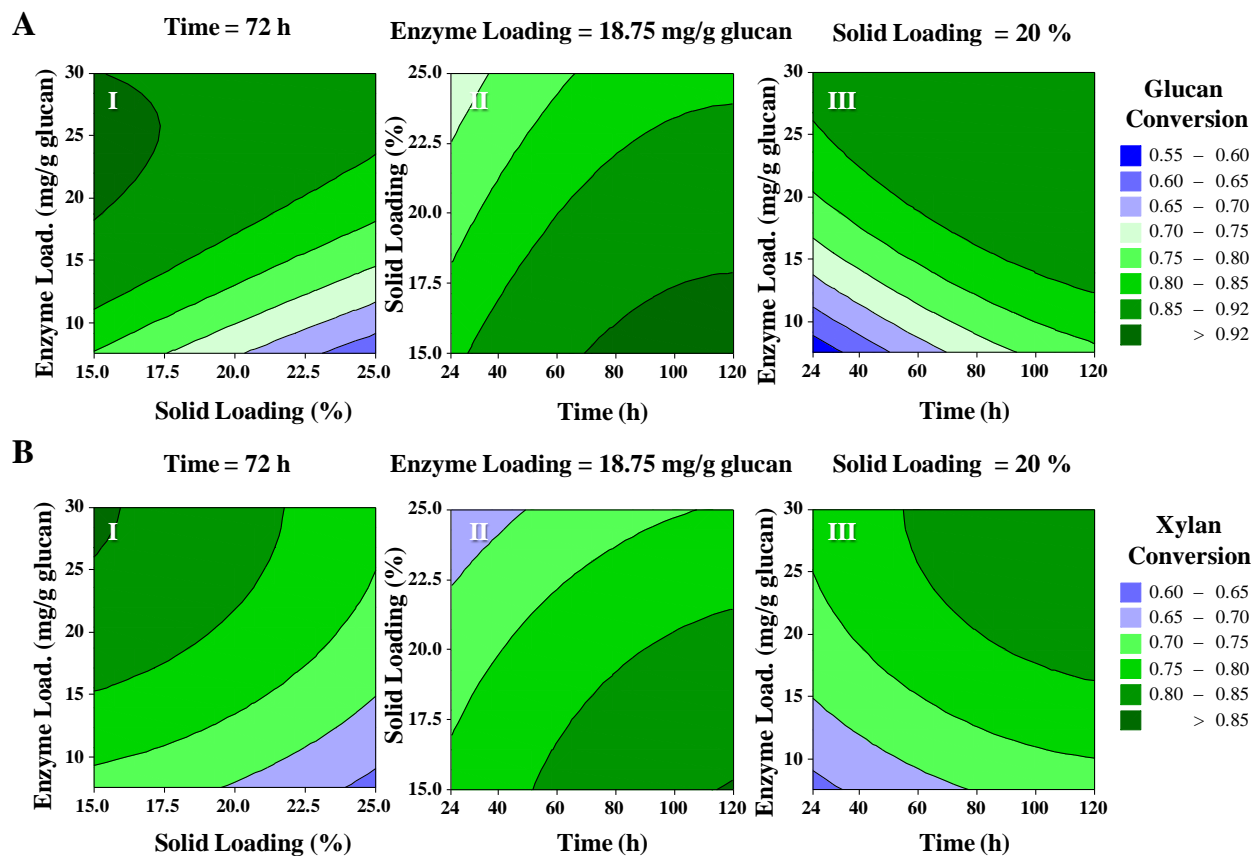 A
Time = 72 h
Enzyme Loading = 18.75 mg/g glucan
Solid Loading = 20 %
Enzyme Load. (mg/g glucan)
30
25
20
15
10
I
15.0
17.5
20.0
22.5
25.0
Solid Loading (%)
Solid Loading (%)
25.0
22.5
20.0
17.5
15.0
II
24
40
60
80
100
120
Time (h)
Enzyme Load. (mg/g glucan)
30
25
20
15
10
III
24
40
60
80
100
120
Time (h)
Glucan
Conversion
0.55 – 0.60
0.60 – 0.65
0.65 – 0.70
0.70 – 0.75
0.75 – 0.80
0.80 – 0.85
0.85 – 0.92
> 0.92
B
Time = 72 h
Enzyme Loading = 18.75 mg/g glucan
Solid Loading = 20 %
Enzyme Load. (mg/g glucan)
30
25
20
15
10
I
15.0
17.5
20.0
22.5
25.0
Solid Loading (%)
Solid Loading (%)
25.0
22.5
20.0
17.5
15.0
II
24
40
60
80
100
120
Time (h)
Enzyme Load. (mg/g glucan)
30
25
20
15
10
III
24
40
60
80
100
120
Time (h)
Xylan
Conversion
0.60 – 0.65
0.65 – 0.70
0.70 – 0.75
0.75 – 0.80
0.80 – 0.85
> 0.85